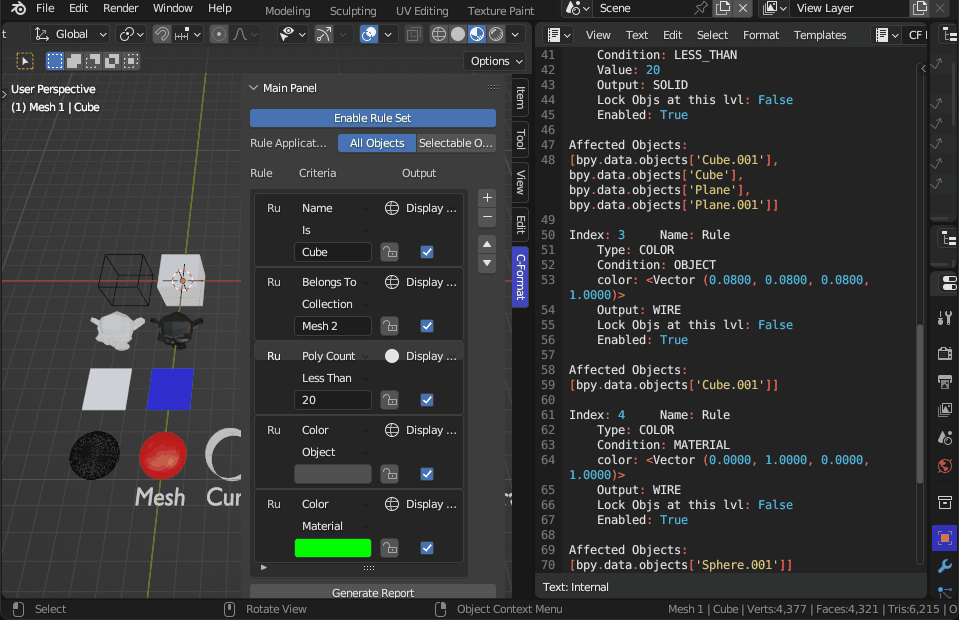 File Edit Render Window Help Modeling Sculpting UV Editing Texture Paint Scene View Layer
Global View Text Edit Select Format Templates CF
Options
User Perspective
(1) Mesh 1 | Cube
Mesh
Main Panel
Enable Rule Set
Rule Applicat... All Objects Selectable O...
Rule Criteria Output
Ru Name Display ...
Is
Cube
Ru Belongs To Display ...
Collection
Mesh 2
Ru Poly Count Display ...
Less Than
20
Ru Color Display ...
Object
Ru Color Display ...
Material
Generate Report
Item
Tool
View
Edit
C-Format
41 Condition: LESS_THAN
42 Value: 20
43 Output: SOLID
44 Lock Objs at this lvl: False
45 Enabled: True
46
47 Affected Objects:
48 [bpy.data.objects['Cube.001'],
bpy.data.objects['Cube'],
bpy.data.objects['Plane'],
bpy.data.objects['Plane.001']]
49
50 Index: 3 Name: Rule
51 Type: COLOR
52 Condition: OBJECT
53 color: <Vector (0.0800, 0.0800, 0.0800,
1.0000)>
54 Output: WIRE
55 Lock Objs at this lvl: False
56 Enabled: True
57
58 Affected Objects:
59 [bpy.data.objects['Cube.001']]
60
61 Index: 4 Name: Rule
62 Type: COLOR
63 Condition: MATERIAL
64 color: <Vector (0.0000, 1.0000, 0.0000,
1.0000)>
65 Output: WIRE
66 Lock Objs at this lvl: False
67 Enabled: True
68
69 Affected Objects:
70 [bpy.data.objects['Sphere.001']]
Text: Internal
Select Rotate View Object Context Menu Mesh 1 | Cube | Verts:4,377 | Faces:4,321 | Tris:6,215 | O